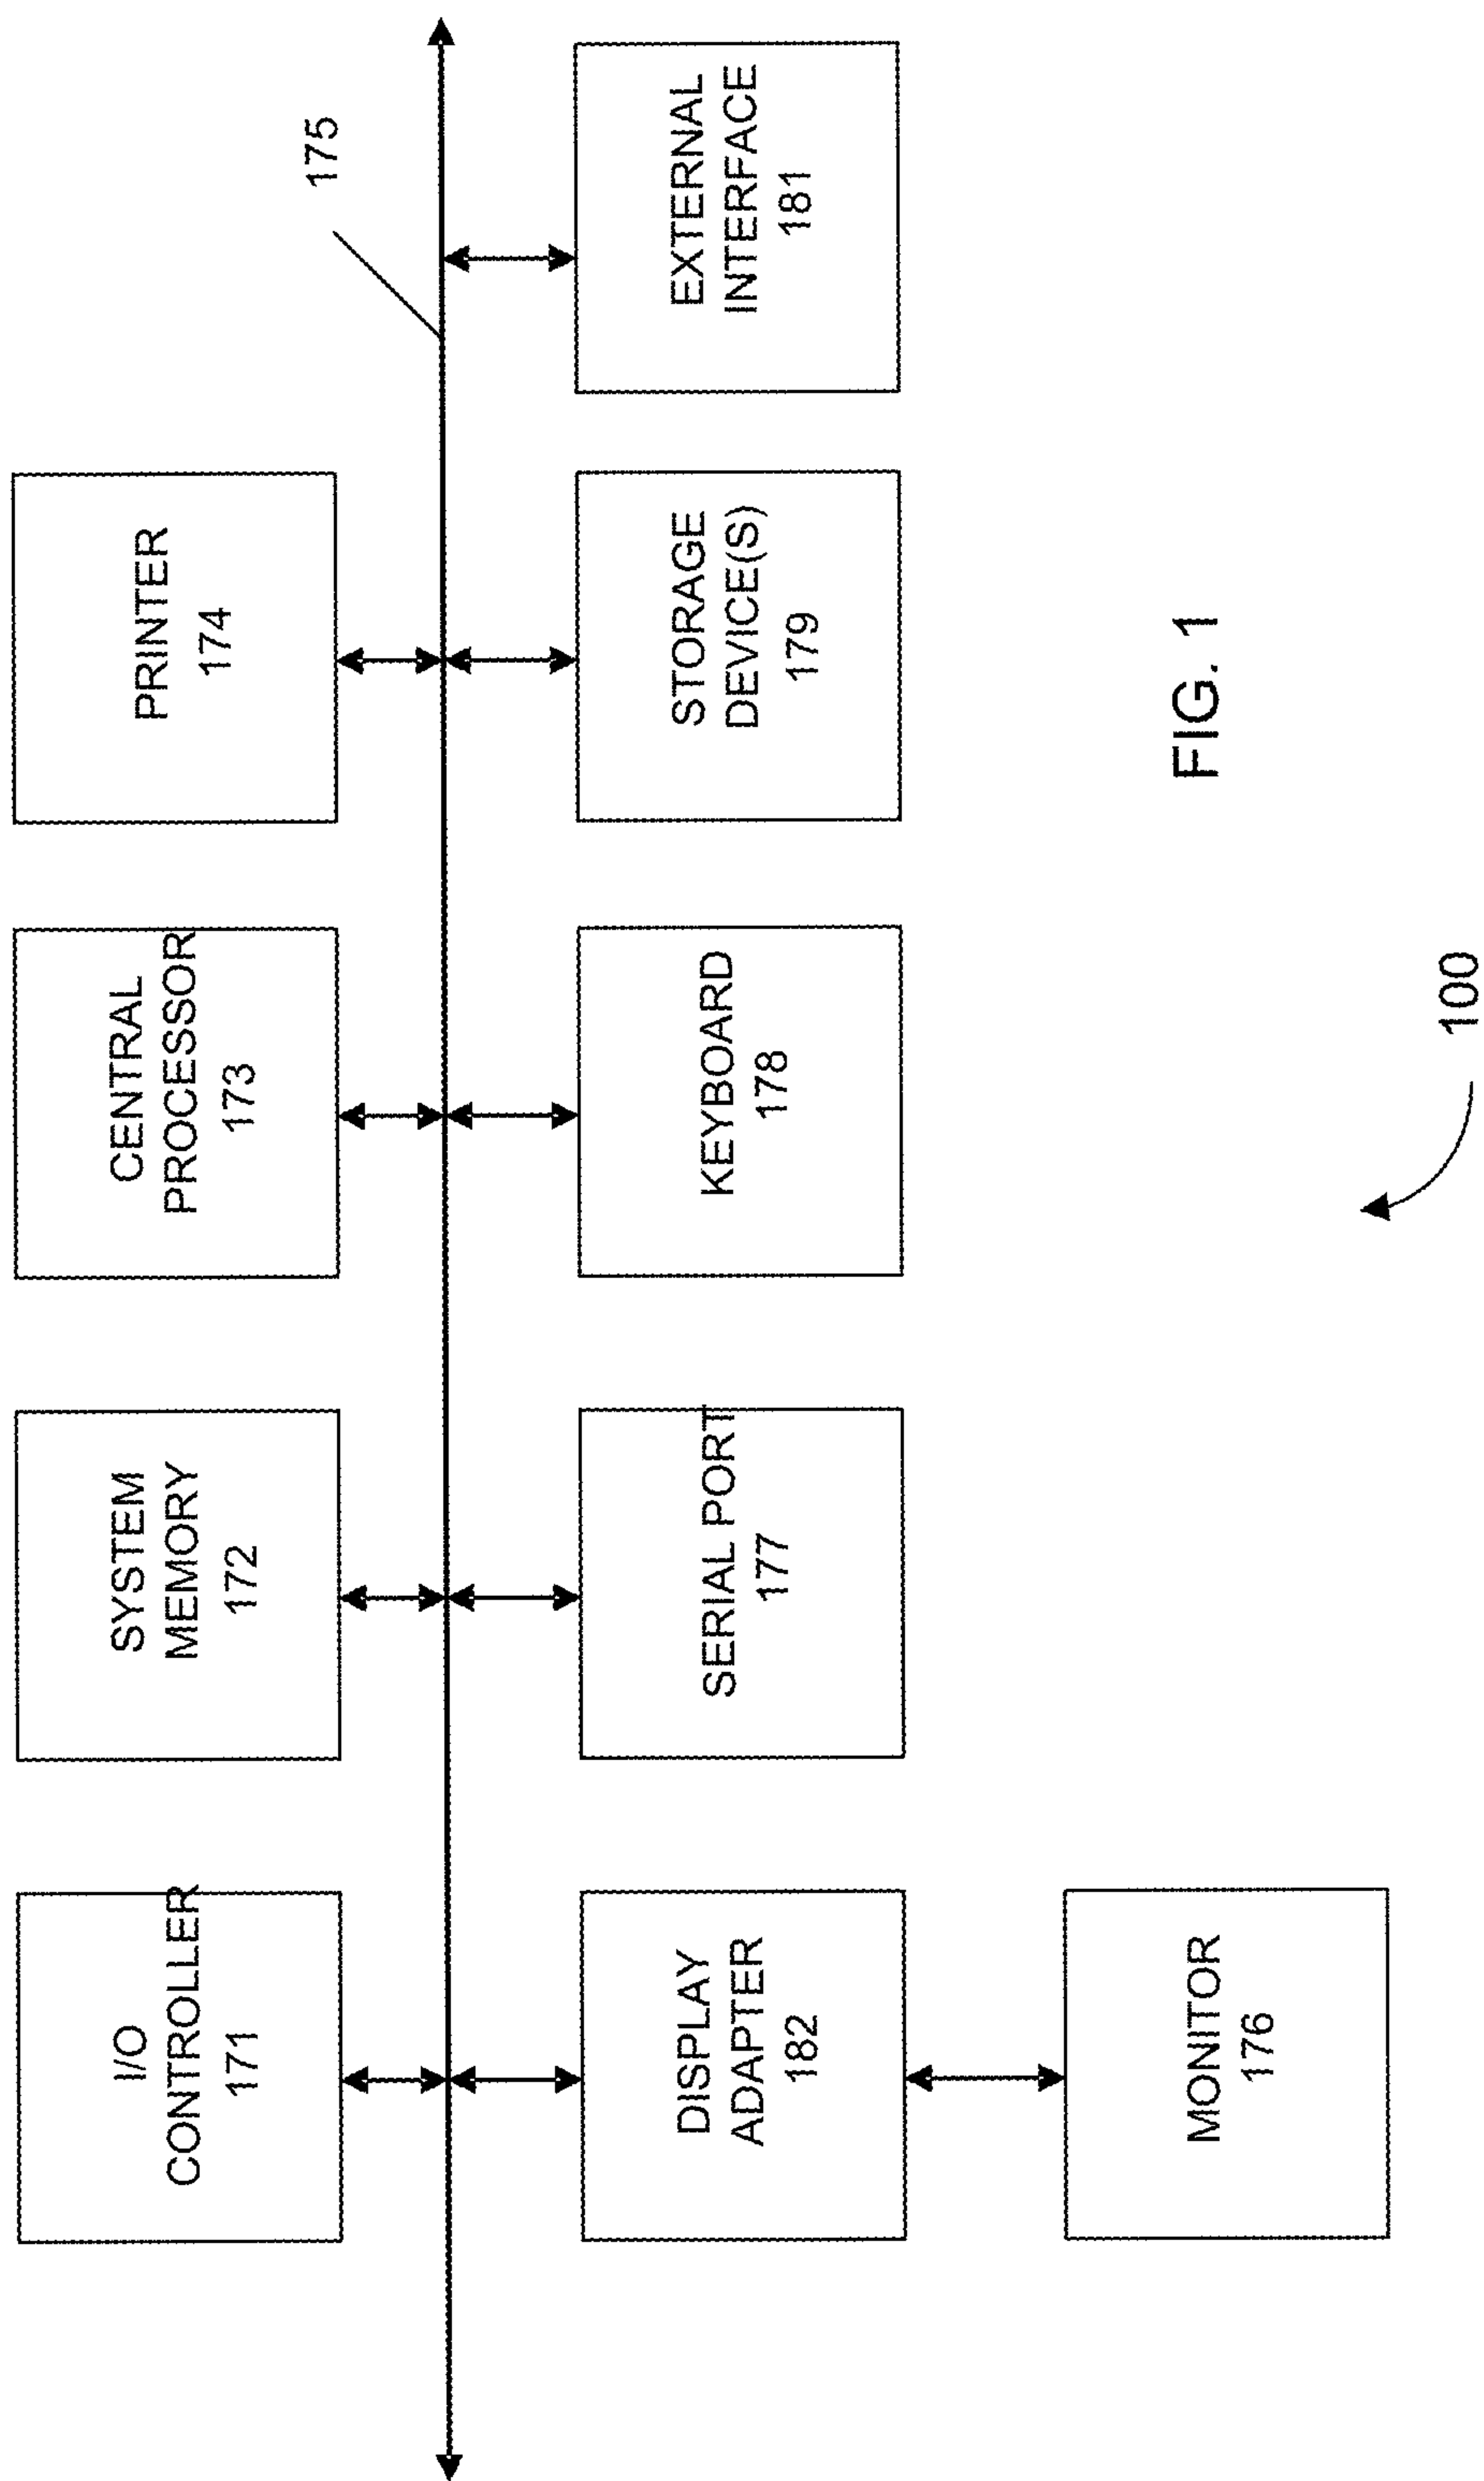 I/O
CONTROLLER
171
SYSTEM
MEMORY
172
CENTRAL
PROCESSOR
173
PRINTER
174
175
DISPLAY
ADAPTER
182
SERIAL PORT
177
KEYBOARD
178
STORAGE
DEVICE(S)
179
EXTERNAL
INTERFACE
181
MONITOR
176
FIG. 1
100